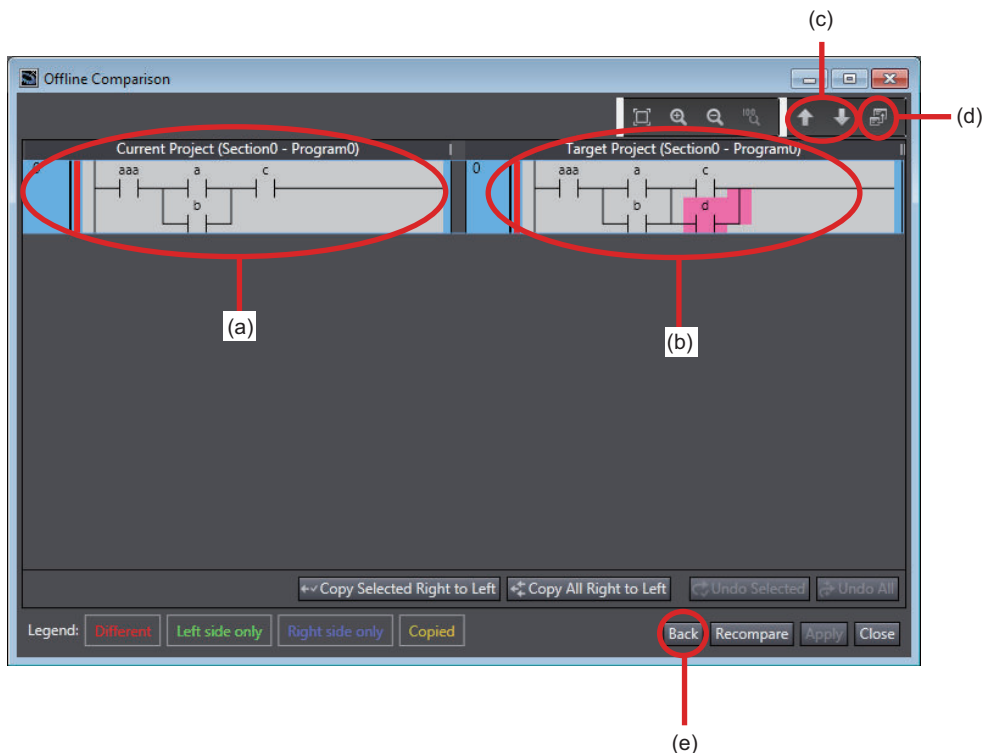 (c)
Offline Comparison
100
(d)
Current Project (Section0 - Program0)
Target Project (Section0 - Program0)
0 aaa a c
b
0 aaa a c
b d
(a)
(b)
Copy Selected Right to Left Copy All Right to Left Undo Selected Undo All
Legend: Different Left side only Right side only Copied Back Recompare Apply Close
(e)